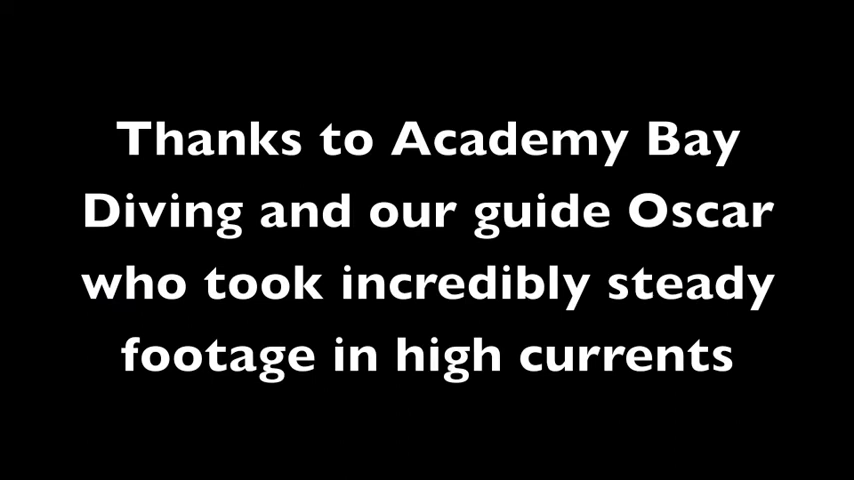 Thanks to Academy Bay
Diving and our guide Oscar
who took incredibly steady
footage in high currents